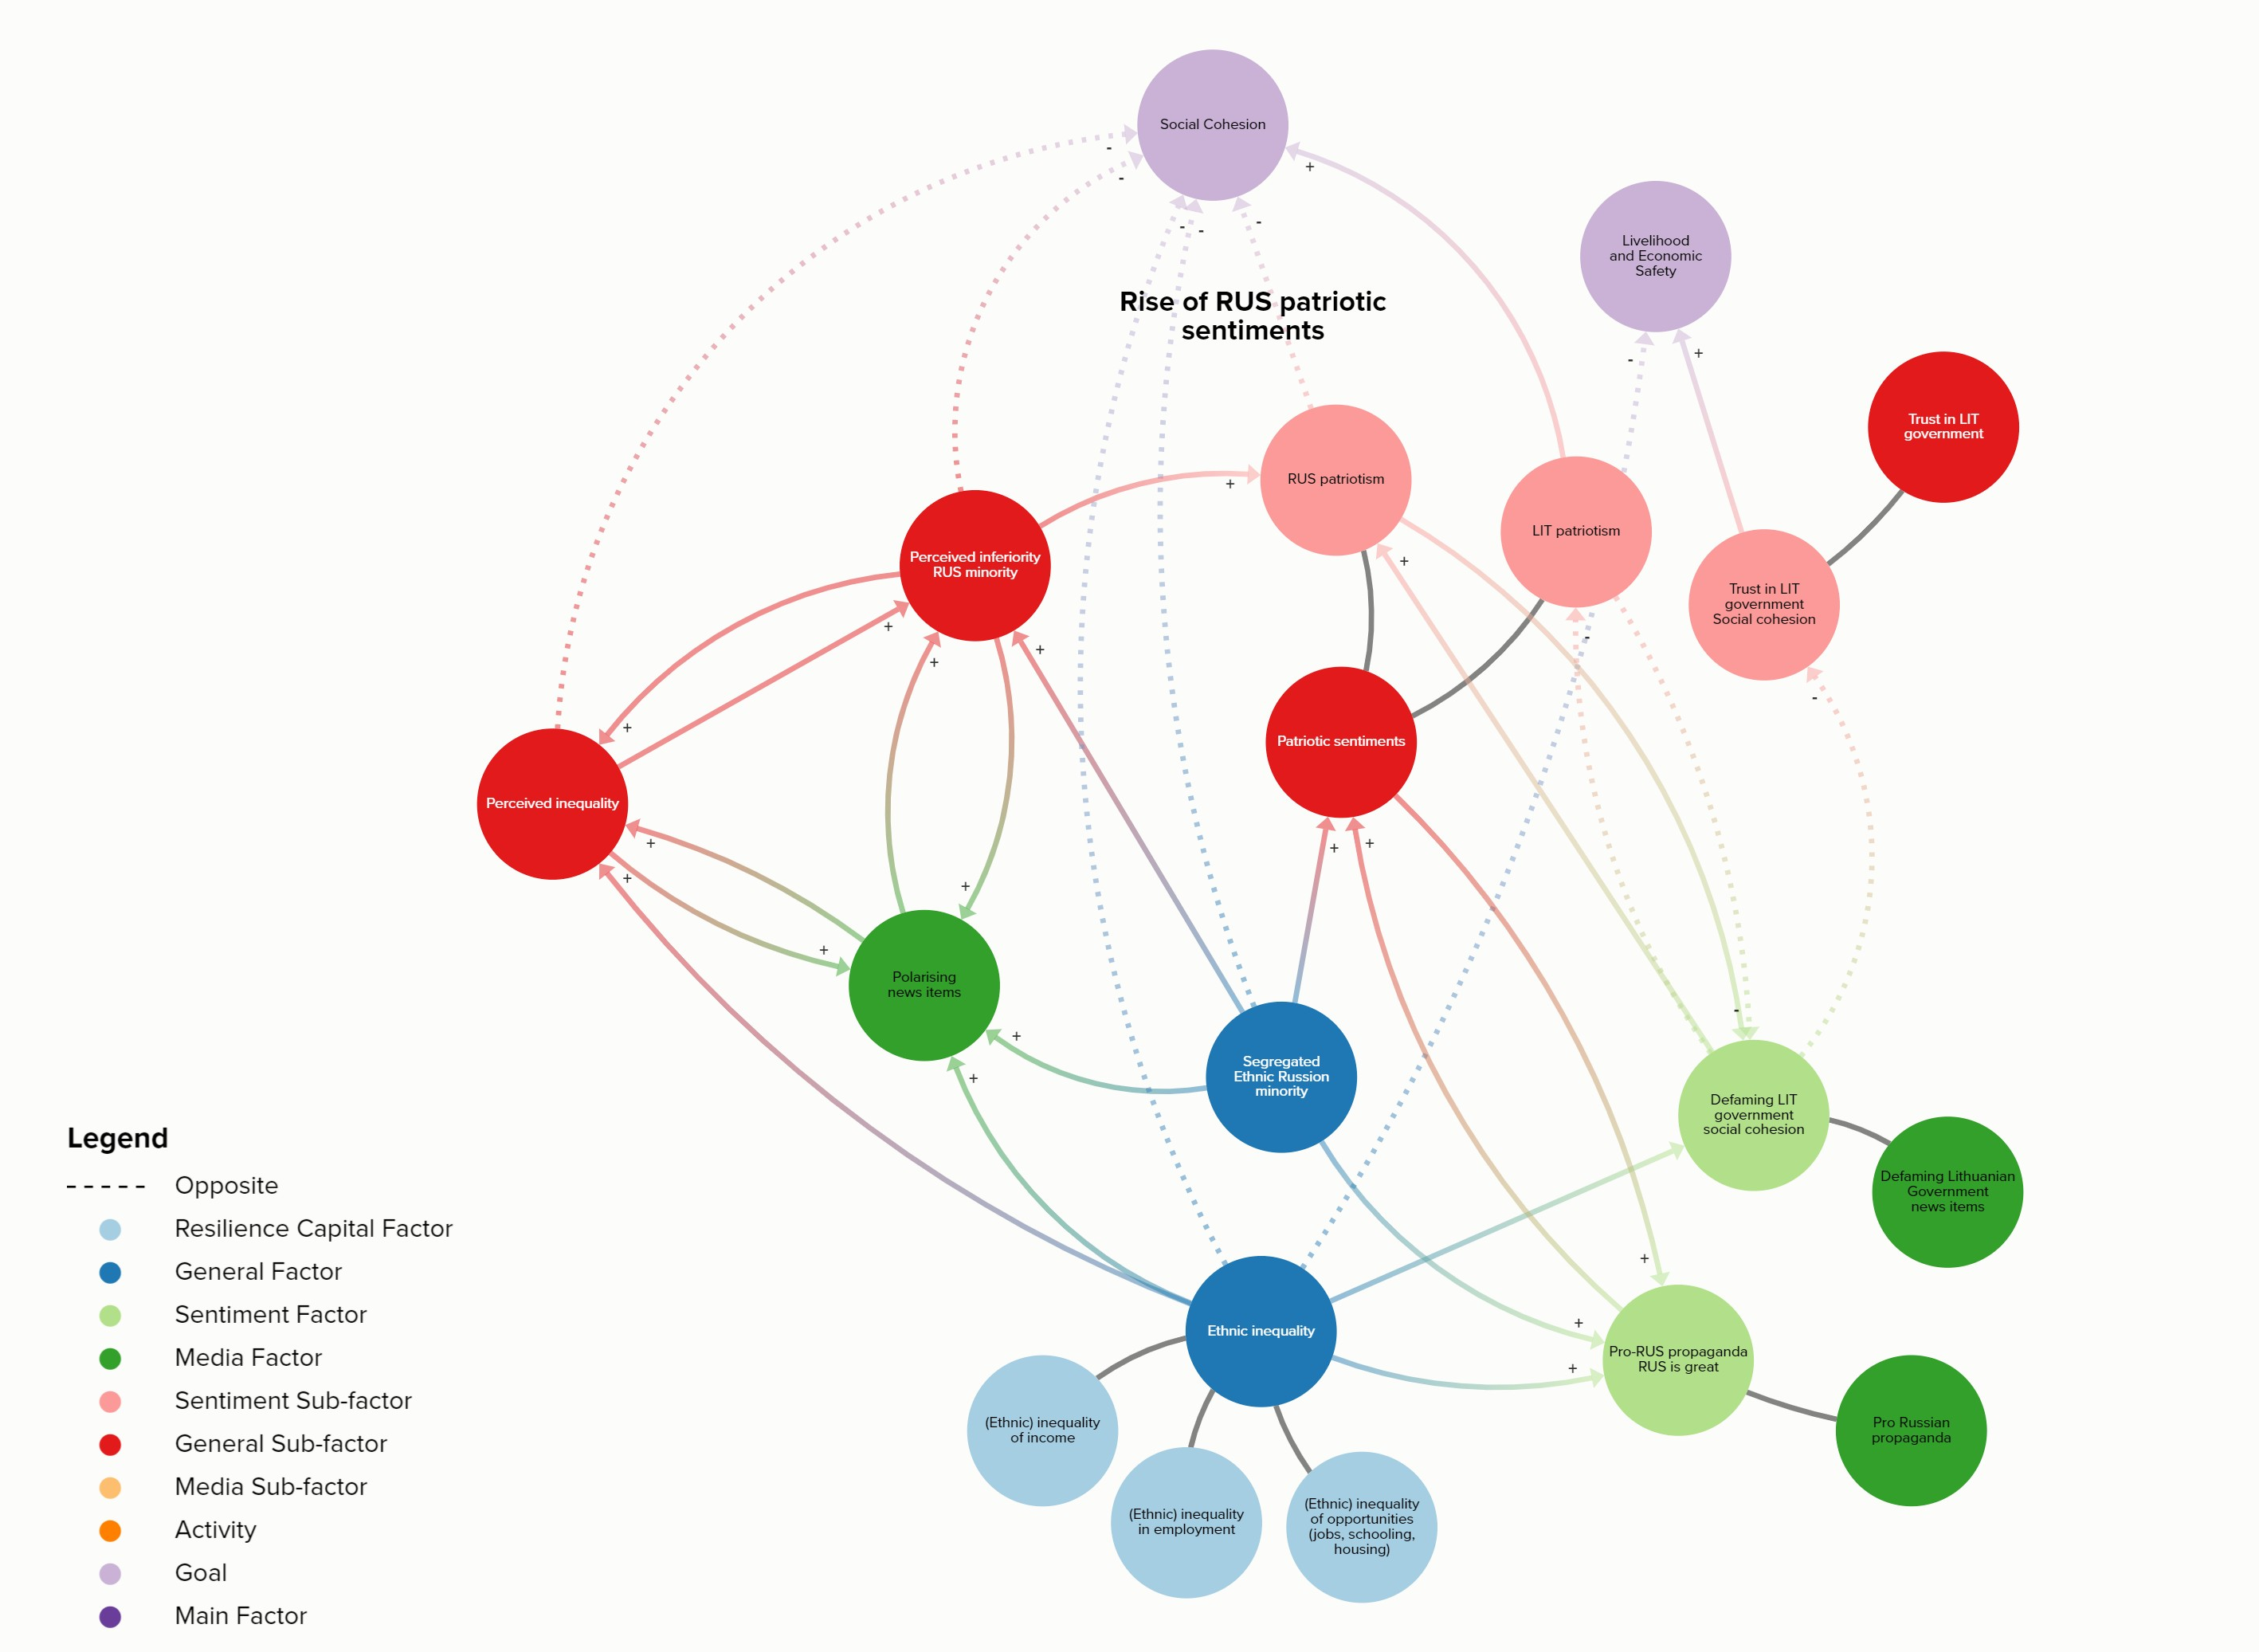 Social Cohesion
-
-
+
-
-
-
Livelihood
and Economic
Safety
Rise of RUS patriotic
sentiments
-
+
Trust in LIT
government
RUS patriotism
+
LIT patriotism
Perceived inferiority
RUS minority
+
Trust in LIT
government
Social cohesion
+
+
+
-
-
+
Patriotic sentiments
Perceived inequality
+
+
+
+
+
+
Polarising
news items
-
+
+
Segregated
Ethnic Russion
minority
Defaming LIT
government
social cohesion
Defaming Lithuanian
Government
news items
+
Ethnic inequality
+
+
Pro-RUS propaganda
RUS is great
(Ethnic) inequality
of income
(Ethnic) inequality
in employment
(Ethnic) inequality
of opportunities
(jobs, schooling,
housing)
Pro Russian
propaganda
Legend
Opposite
Resilience Capital Factor
General Factor
Sentiment Factor
Media Factor
Sentiment Sub-factor
General Sub-factor
Media Sub-factor
Activity
Goal
Main Factor